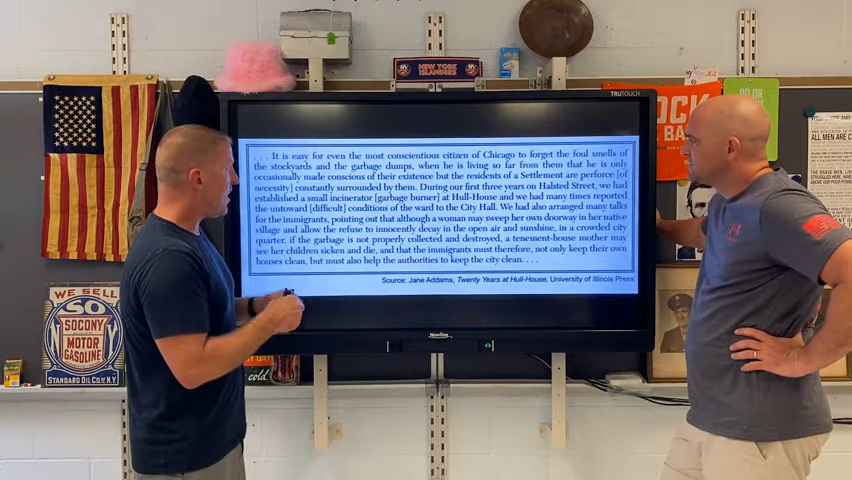 NEW YORK
ISLANDERS
TRUTOUCH
ROCK
ALL MEN ARE
. . . It is easy for even the most conscientious citizen of Chicago to forget the foul smells of
the stockyards and the garbage dumps, when he is living so far from them that he is only
occasionally made conscious of their existence but the residents of a Settlement are perforce [of
necessity] constantly surrounded by them. During our first three years on Halsted Street, we had
established a small incinerator [garbage burner] at Hull-House and we had many times reported
the untoward [difficult] conditions of the ward to the City Hall. We had also arranged many talks
for the immigrants, pointing out that although a woman may sweep her own doorway in her native
village and allow the refuse to innocently decay in the open air and sunshine, in a crowded city
quarter, if the garbage is not properly collected and destroyed, a tenement-house mother may
see her children sicken and die, and that the immigrants must therefore, not only keep their own
houses clean, but must also help the authorities to keep the city clean. . . .
Source: Jane Addams, Twenty Years at Hull-House, University of Illinois Press
Newline
WE SELL
SOCONY
MOTOR
GASOLINE
STANDARD OIL CO. N.Y.
cold